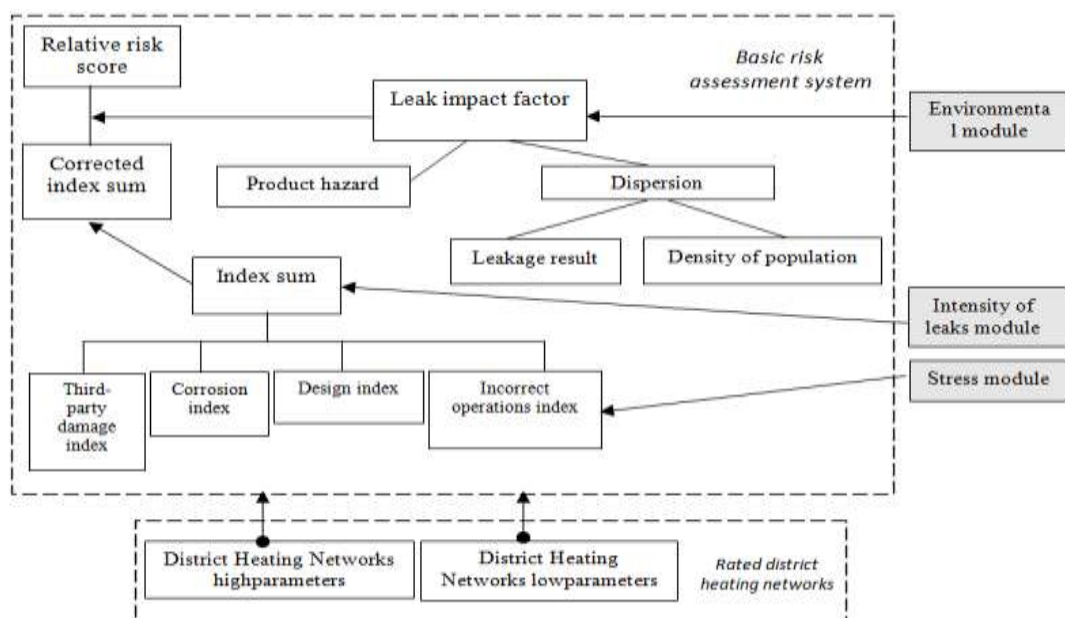 Relative risk
score
Basic risk
assessment system
Leak impact factor
Environmenta
l module
Corrected
index sum
Product hazard
Dispersion
Leakage result
Density of population
Index sum
Intensity of
leaks module
Third-
party
damage
index
Corrosion
index
Design index
Incorrect
operations index
Stress module
District Heating Networks
highparameters
District Heating
Networks lowparameters
Rated district
heating networks